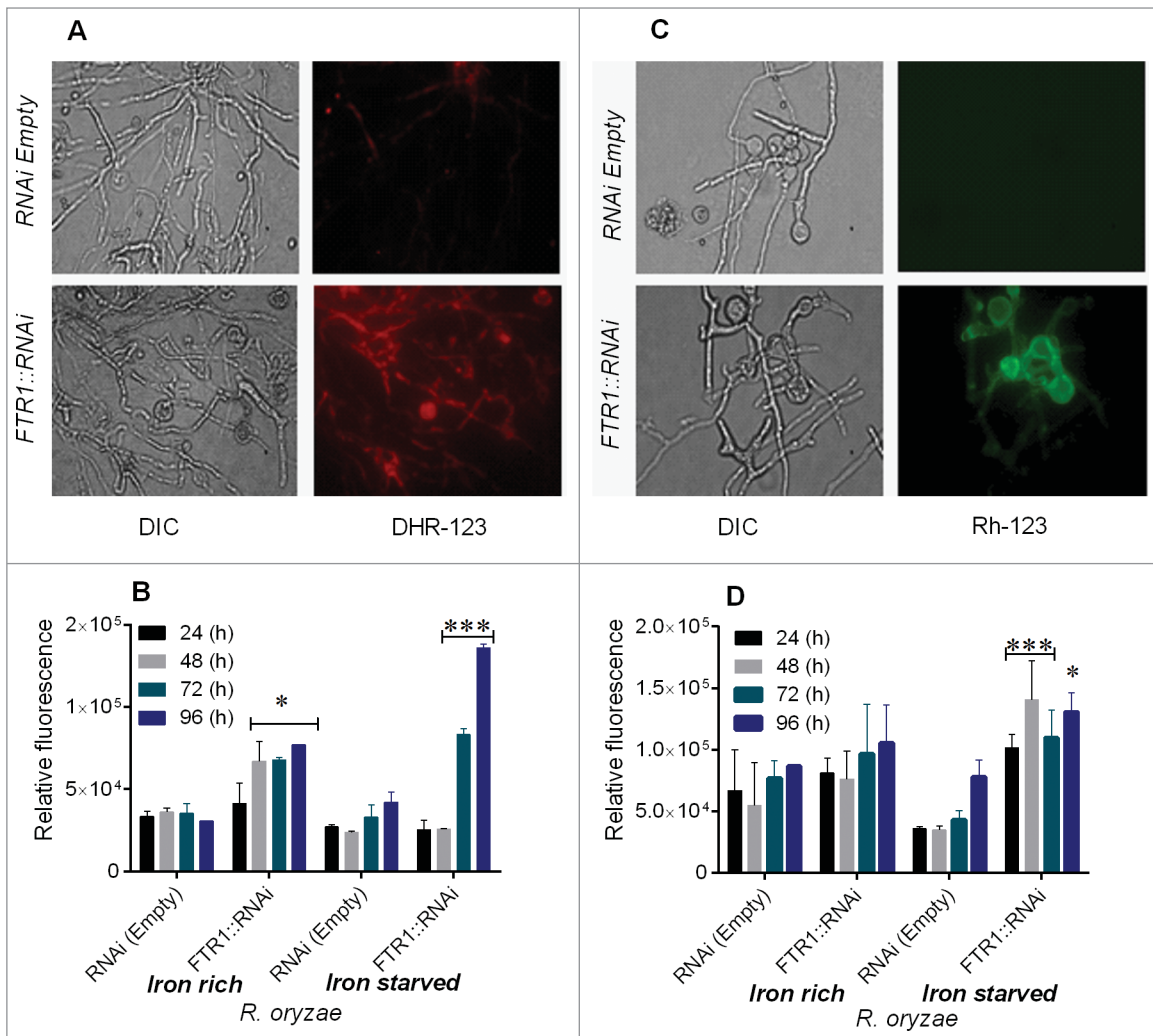 A
RNAi Empty
FTR1::RNAi
DIC
DHR-123
C
RNAi Empty
FTR1::RNAi
DIC
Rh-123
B
Relative fluorescence
2×10⁵
1×10⁵
5×10⁴
0
24 (h)
48 (h)
72 (h)
96 (h)
*
***
RNAi (Empty)
FTR1::RNAi
RNAi (Empty)
FTR1::RNAi
Iron rich
Iron starved
R. oryzae
D
Relative fluorescence
2.0×10⁵
1.5×10⁵
1.0×10⁵
5.0×10⁴
0
24 (h)
48 (h)
72 (h)
96 (h)
***
*
RNAi (Empty)
FTR1::RNAi
RNAi (Empty)
FTR1::RNAi
Iron rich
Iron starved
R. oryzae